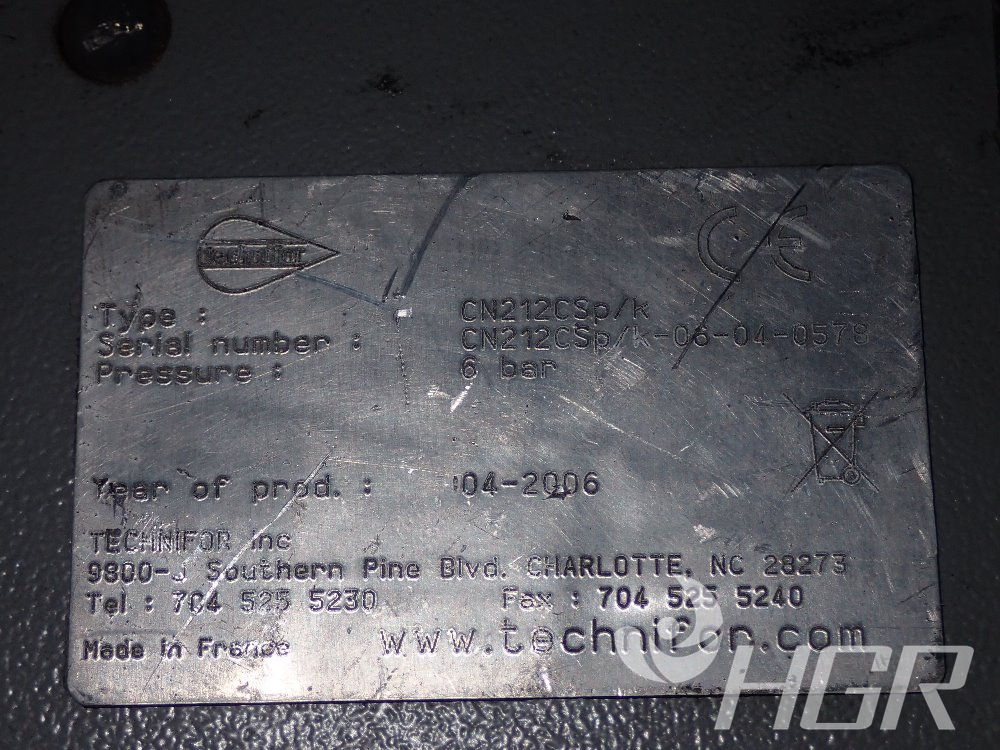 technifor
CE
Type : CN212CSp/k
Serial number : CN212CSp/k-06-04-0578
Pressure : 6 bar
Year of prod. : 04-2006
TECHNIFOR inc
9800-J Southern Pine Blvd. CHARLOTTE, NC 28273
Tel : 704 525 5230 Fax : 704 525 5240
Made in France www.technifor.com
HGR